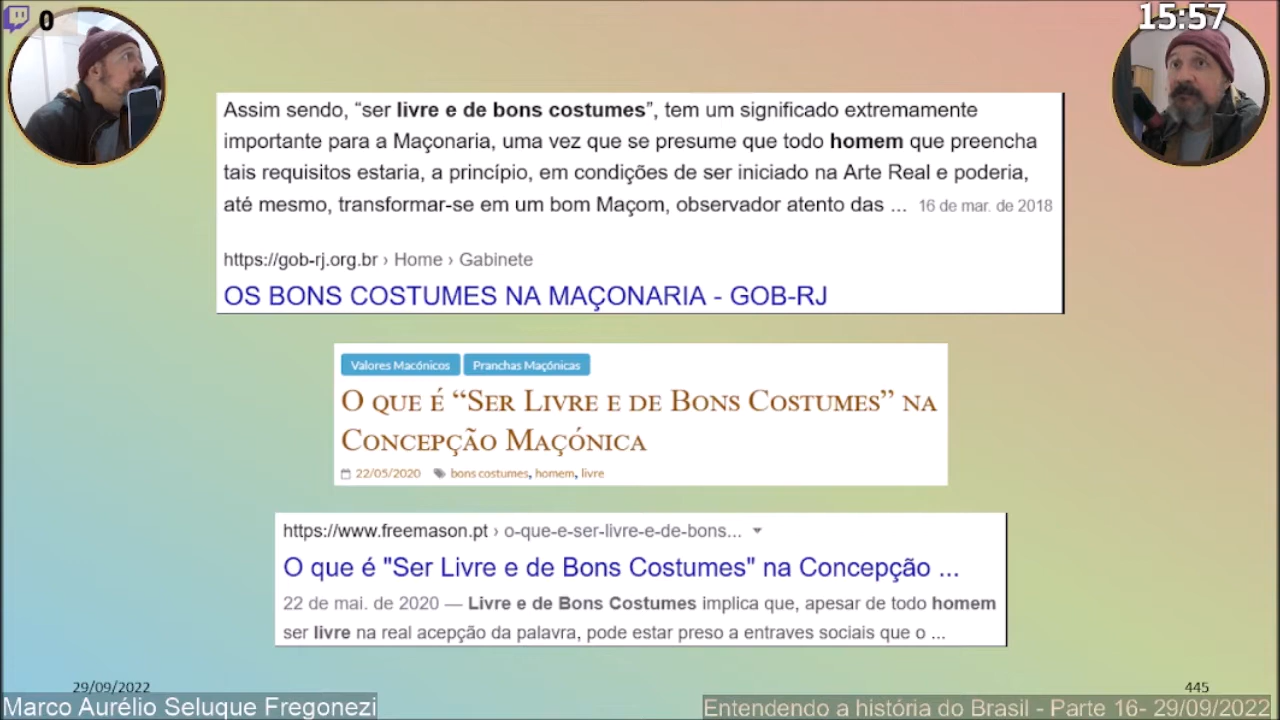 0
15:57
Assim sendo, “ser livre e de bons costumes”, tem um significado extremamente
importante para a Maçonaria, uma vez que se presume que todo homem que preencha
tais requisitos estaria, a princípio, em condições de ser iniciado na Arte Real e poderia,
até mesmo, transformar-se em um bom Maçom, observador atento das ... 16 de mar. de 2018
https://gob-rj.org.br › Home › Gabinete
OS BONS COSTUMES NA MAÇONARIA - GOB-RJ
Valores Macónicos Pranchas Maçónicas
O que é “Ser Livre e de Bons Costumes” na
Concepção Maçónica
22/05/2020 bons costumes, homem, livre
https://www.freemason.pt › o-que-e-ser-livre-e-de-bons...
O que é "Ser Livre e de Bons Costumes" na Concepção ...
22 de mai. de 2020 — Livre e de Bons Costumes implica que, apesar de todo homem
ser livre na real acepção da palavra, pode estar preso a entraves sociais que o ...
29/09/2022
445
Marco Aurélio Seluque Fregonezi
Entendendo a história do Brasil - Parte 16- 29/09/2022